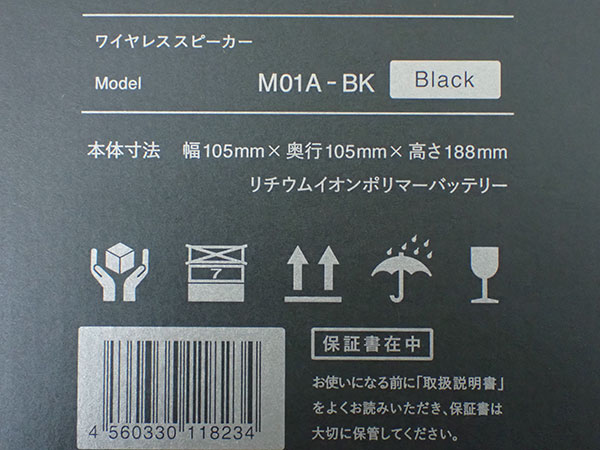 ワイヤレススピーカー
Model M01A-BK Black
本体寸法 幅105mm×奥行105mm×高さ188mm
リチウムイオンポリマーバッテリー
7
保証書在中
お使いになる前に「取扱説明書」
をよくお読みいただき、保証書は
大切に保管してください。
4 560330 118234